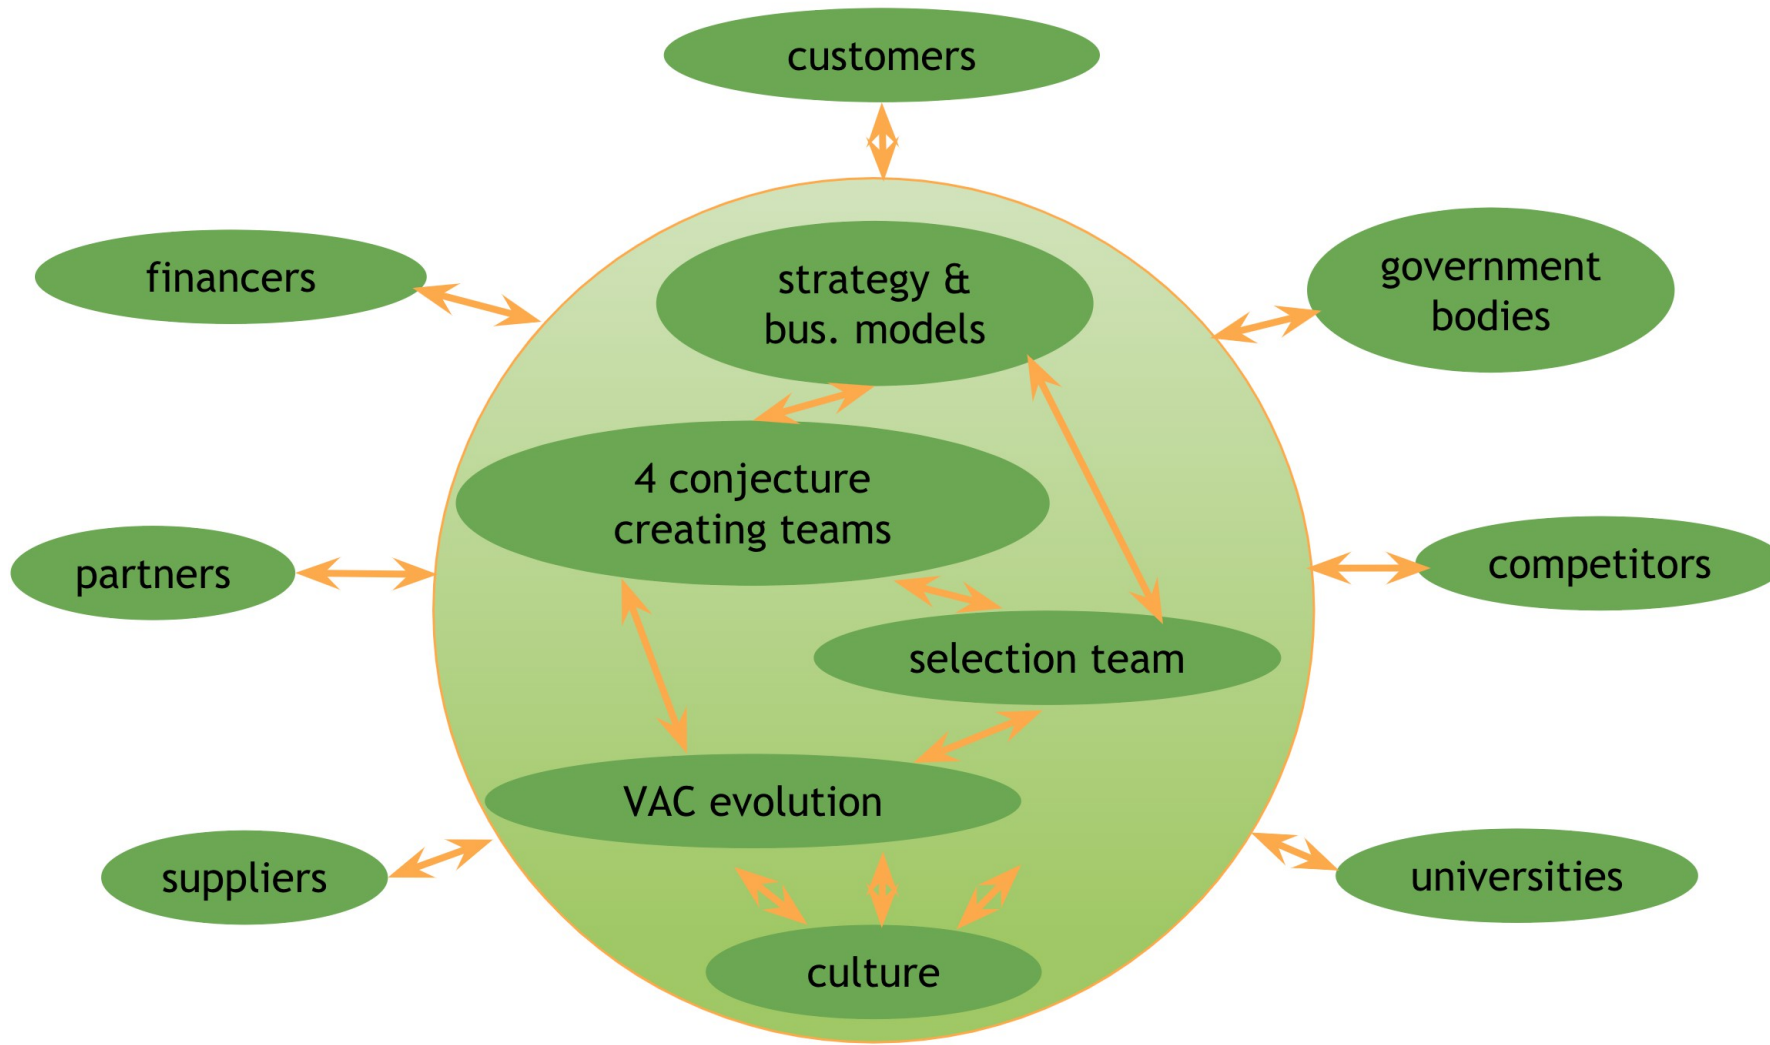 customers
financers
strategy &
bus. models
government
bodies
4 conjecture
creating teams
partners
competitors
selection team
VAC evolution
suppliers
universities
culture